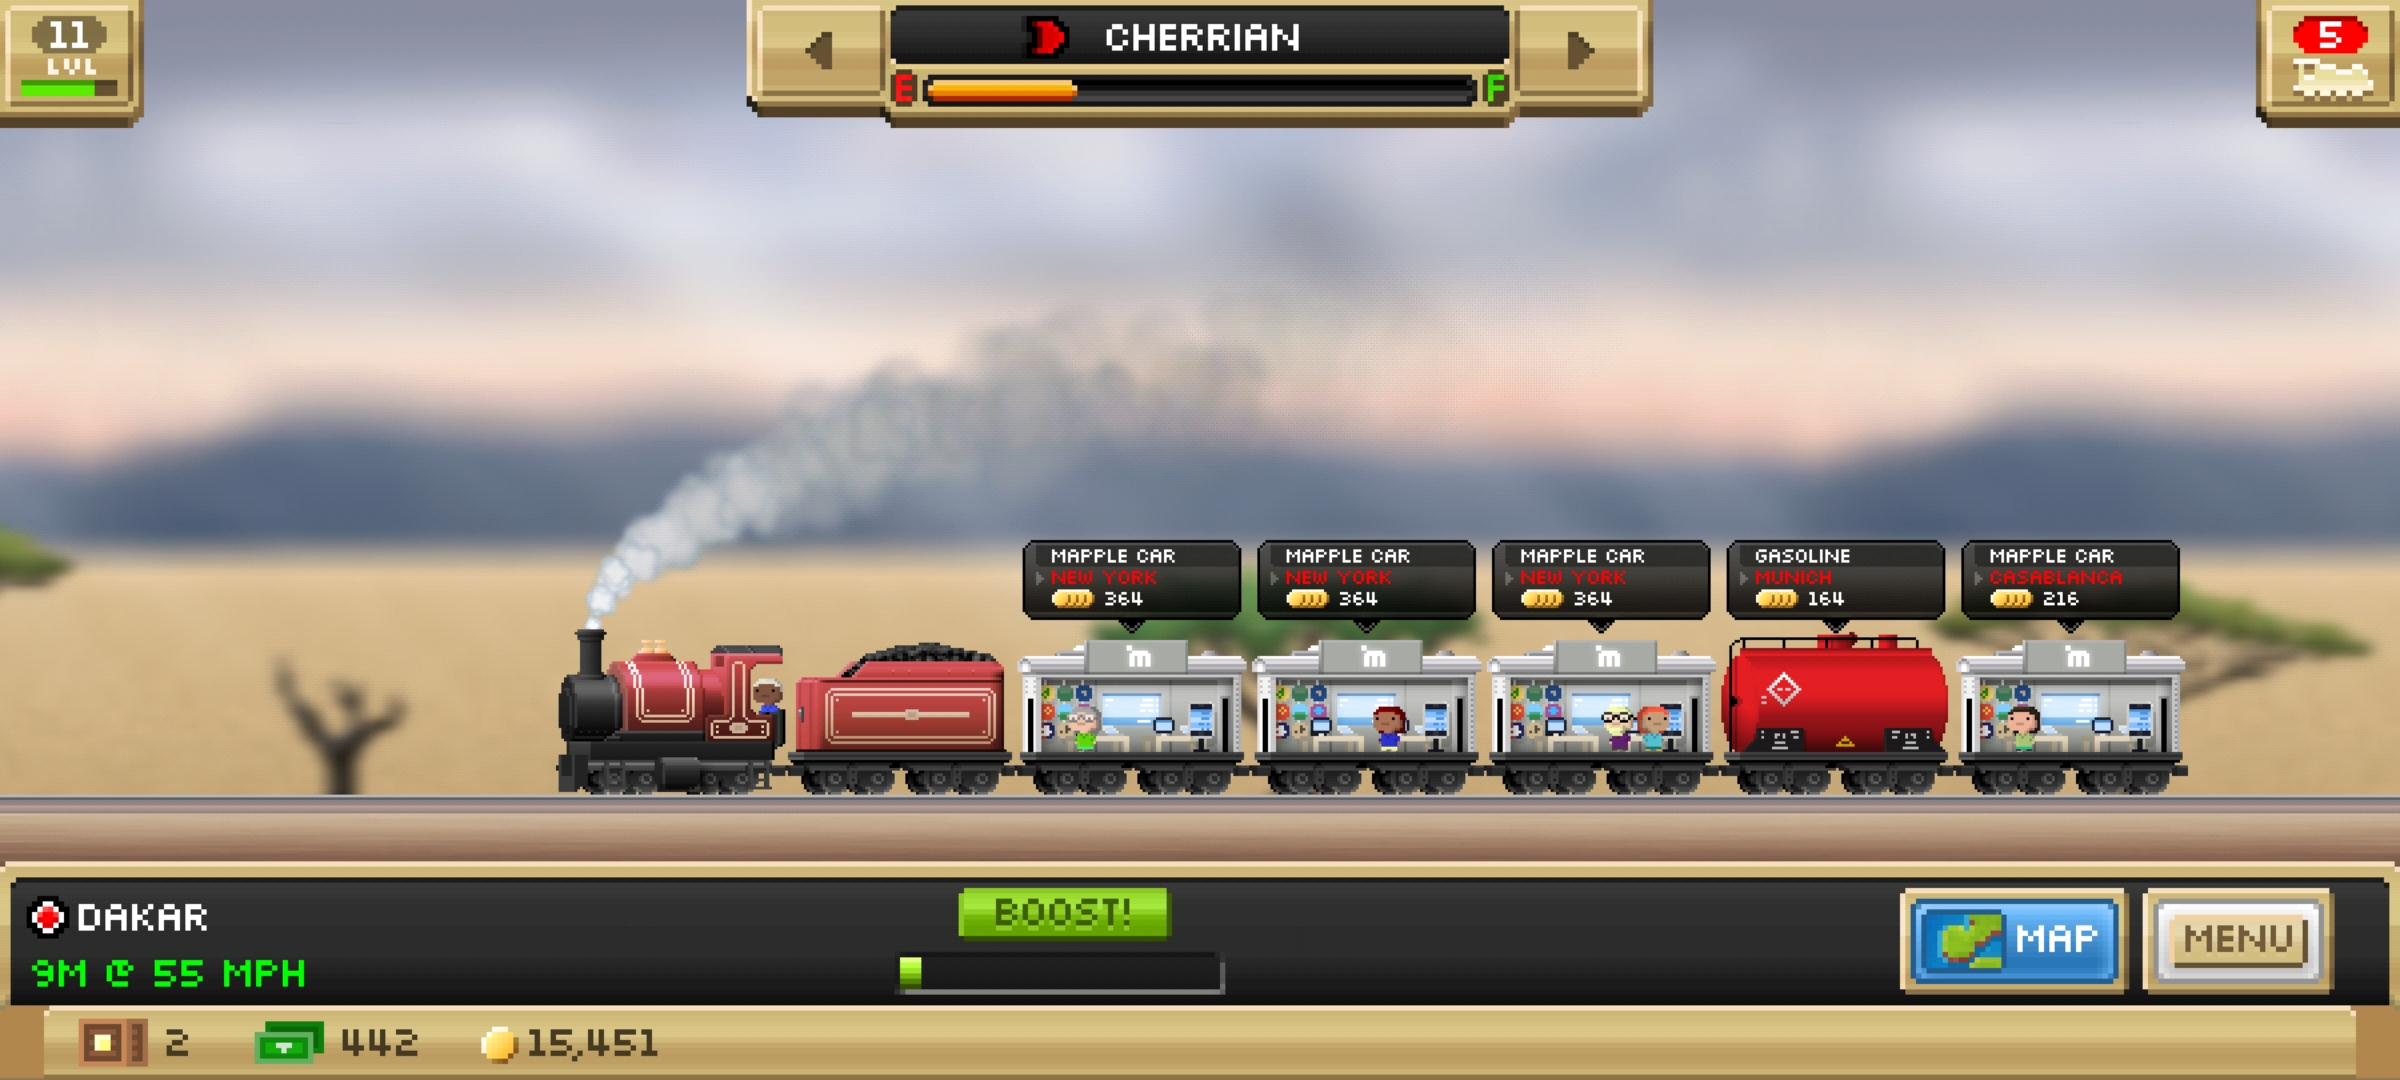 11
LVL
CHERRIAN
E F
5
MAPPLE CAR
NEW YORK
364
MAPPLE CAR
NEW YORK
364
MAPPLE CAR
NEW YORK
364
GASOLINE
MUNICH
164
MAPPLE CAR
CASABLANCA
216
m
m
m
m
DAKAR
9M @ 55 MPH
BOOST!
MAP
MENU
2
442
15,451